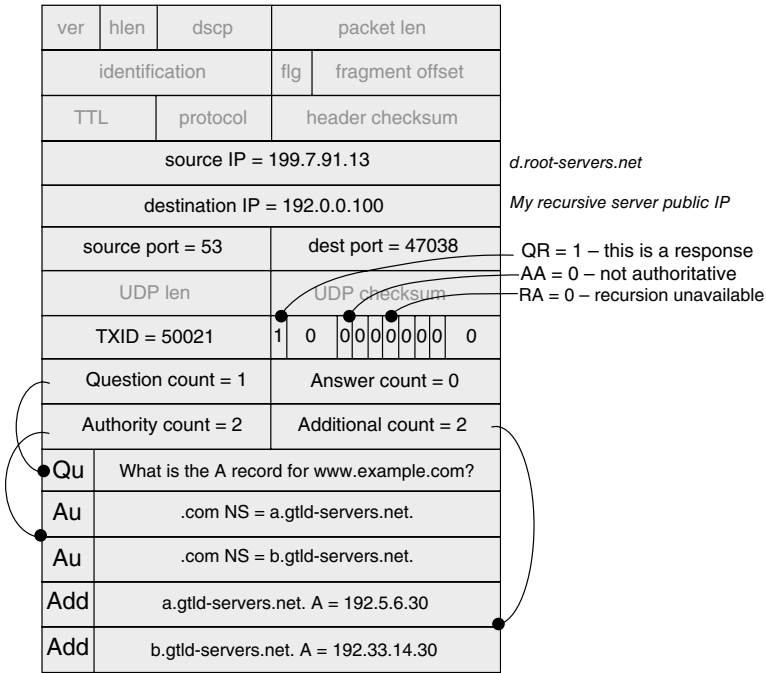 ver hlen dscp packet len
identification flg fragment offset
TTL protocol header checksum
source IP = 199.7.91.13 d.root-servers.net
destination IP = 192.0.0.100 My recursive server public IP
source port = 53 dest port = 47038
QR = 1 – this is a response
AA = 0 – not authoritative
RA = 0 – recursion unavailable
UDP len UDP checksum
TXID = 50021 1 0 0 0 0 0 0 0 0 0
Question count = 1 Answer count = 0
Authority count = 2 Additional count = 2
Qu What is the A record for www.example.com?
Au .com NS = a.gtld-servers.net.
Au .com NS = b.gtld-servers.net.
Add a.gtld-servers.net. A = 192.5.6.30
Add b.gtld-servers.net. A = 192.33.14.30